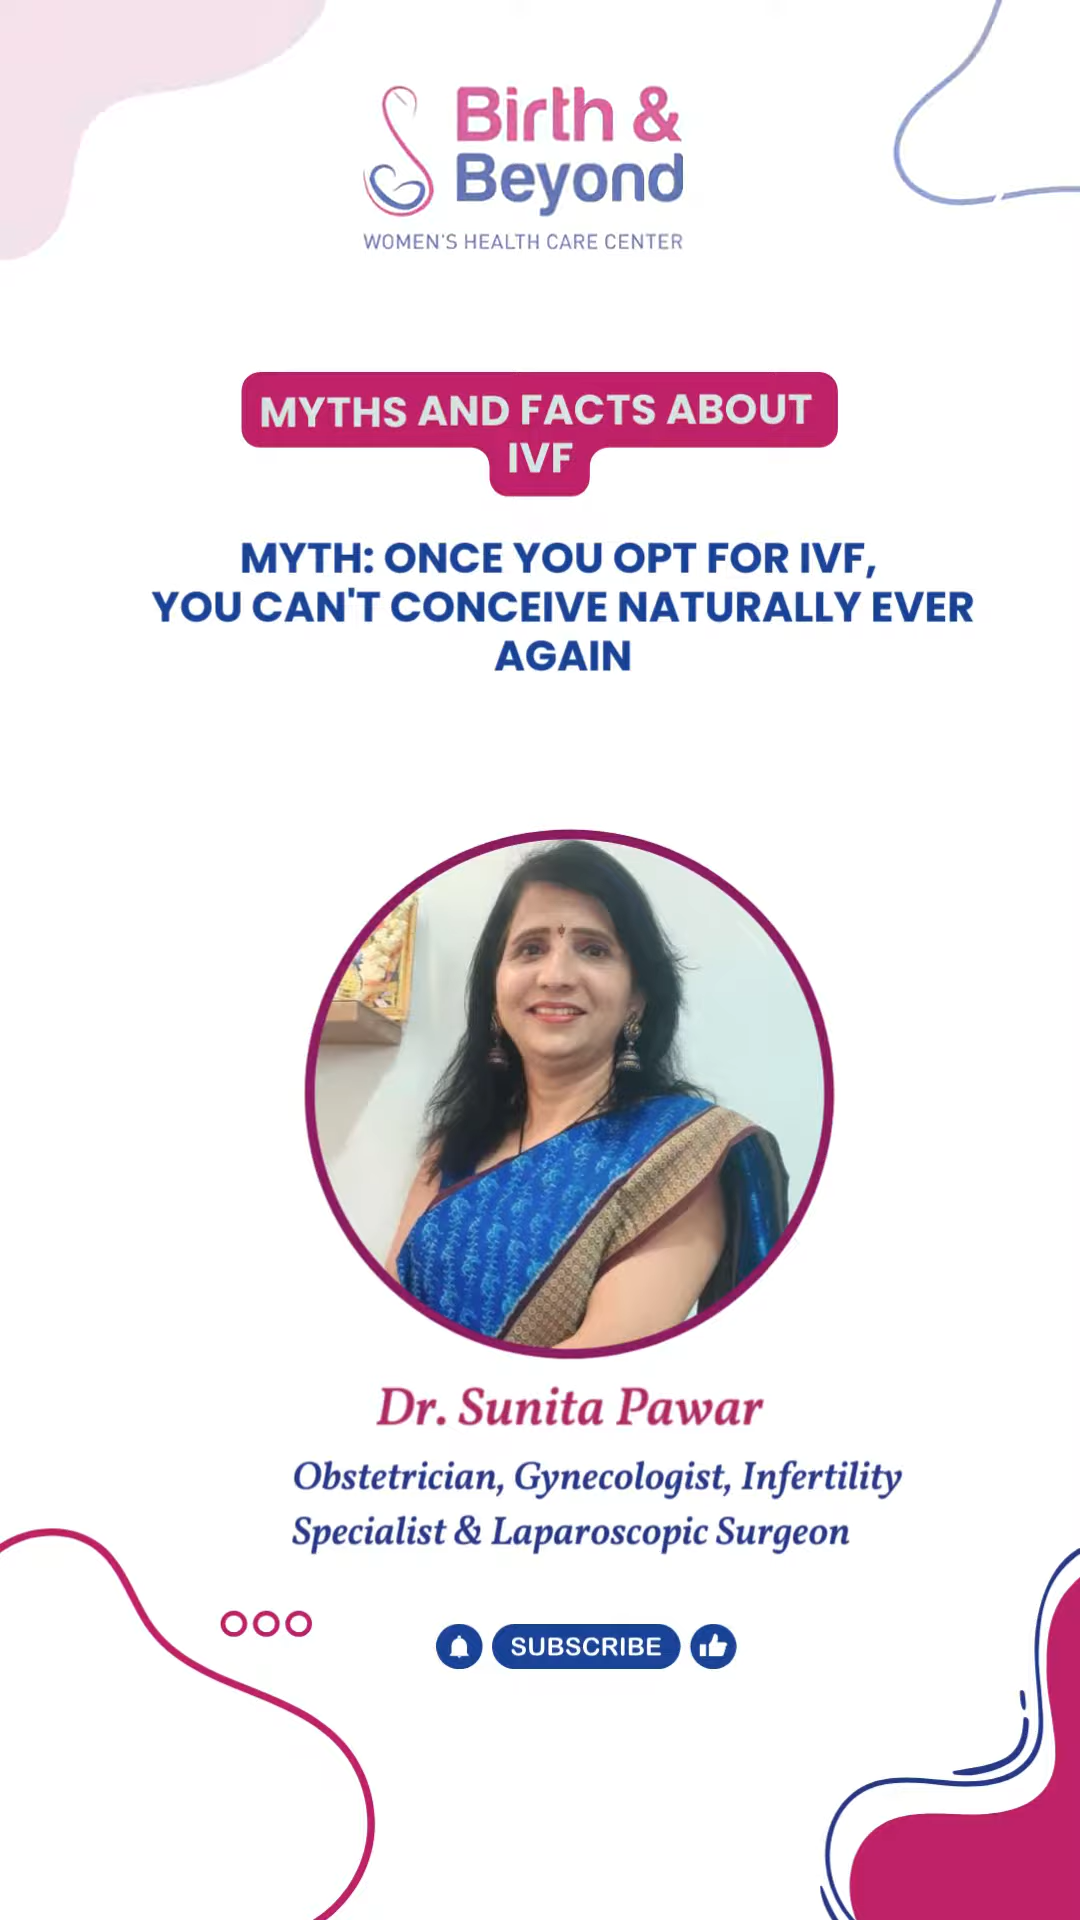 Birth &
Beyond
WOMEN'S HEALTH CARE CENTER
MYTHS AND FACTS ABOUT
IVF
MYTH: ONCE YOU OPT FOR IVF,
YOU CAN'T CONCEIVE NATURALLY EVER
AGAIN
Dr. Sunita Pawar
Obstetrician, Gynecologist, Infertility
Specialist & Laparoscopic Surgeon
SUBSCRIBE